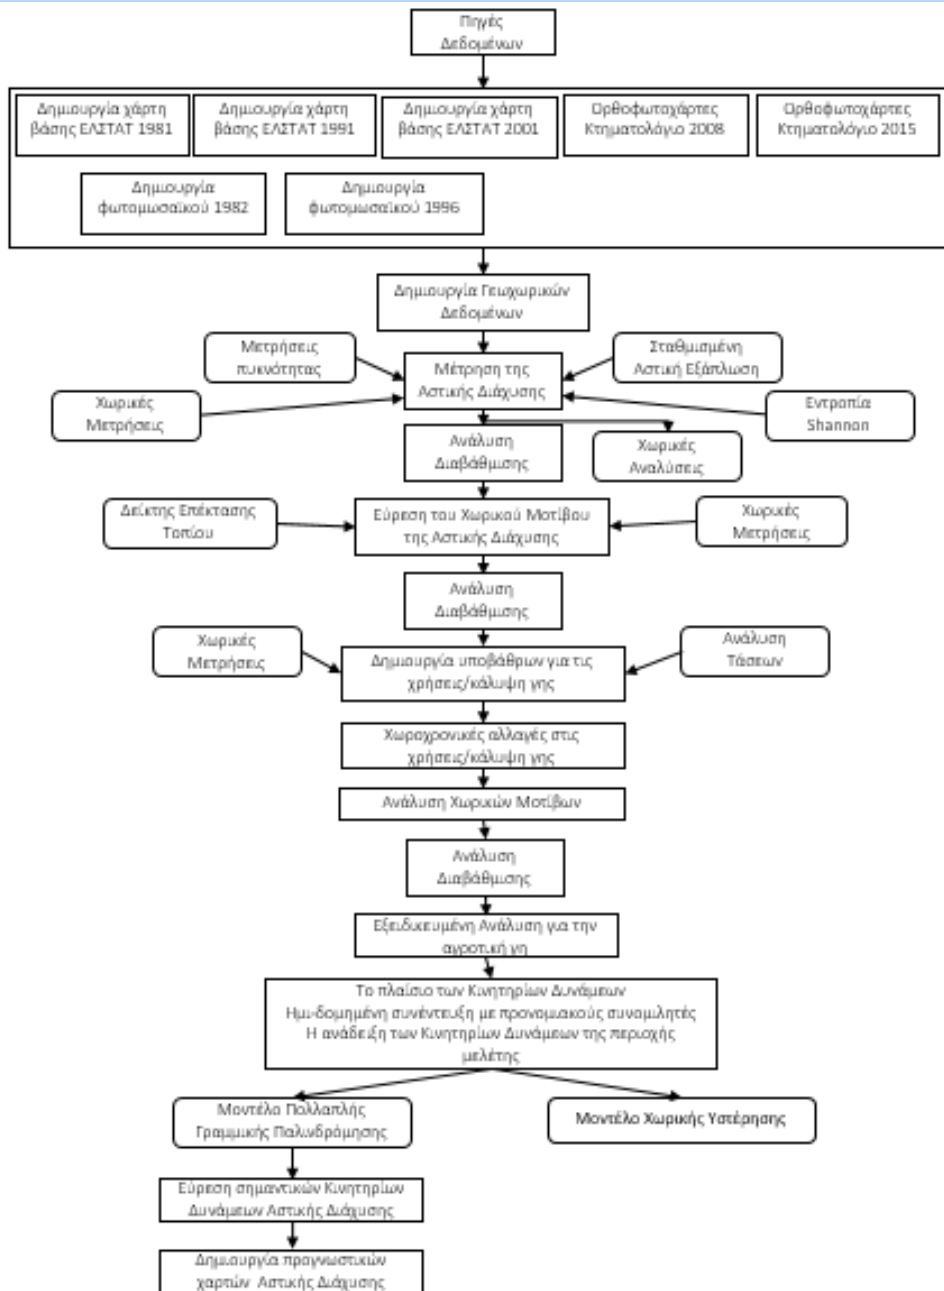 Πηγές
Δεδομένων
Δημιουργία χάρτη
βάσης ΕΛΣΤΑΤ 1981
Δημιουργία χάρτη
βάσης ΕΛΣΤΑΤ 1991
Δημιουργία χάρτη
βάσης ΕΛΣΤΑΤ 2001
Ορθοφωτοχάρτες
Κτηματολόγιο 2008
Ορθοφωτοχάρτες
Κτηματολόγιο 2015
Δημιουργία
φωτομωσαϊκού 1982
Δημιουργία
φωτομωσαϊκού 1996
Δημιουργία Γεωχωρικών
Δεδομένων
Μετρήσεις
πυκνότητας
Σταθμισμένη
Αστική Εξάπλωση
Μέτρηση της
Αστικής Διάχυσης
Χωρικές
Μετρήσεις
Εντροπία
Shannon
Ανάλυση
Διαβάθμισης
Χωρικές
Αναλύσεις
Δείκτης Επέκτασης
Τοπίου
Εύρεση του Χωρικού Μοτίβου
της Αστικής Διάχυσης
Χωρικές
Μετρήσεις
Ανάλυση
Διαβάθμισης
Χωρικές
Μετρήσεις
Ανάλυση
Τάσεων
Δημιουργία υποβάθρων για τις
χρήσεις/κάλυψη γης
Χωροχρονικές αλλαγές στις
χρήσεις/κάλυψη γης
Ανάλυση Χωρικών Μοτίβων
Ανάλυση
Διαβάθμισης
Εξειδικευμένη Ανάλυση για την
αγροτική γη
Το πλαίσιο των Κινητηρίων Δυνάμεων
Ημι-δομημένη συνέντευξη με προνομιακούς συνομιλητές
Η ανάδειξη των Κινητηρίων Δυνάμεων της περιοχής
μελέτης
Μοντέλο Πολλαπλής
Γραμμικής Παλινδρόμησης
Μοντέλο Χωρικής Υστέρησης
Εύρεση σημαντικών Κινητηρίων
Δυνάμεων Αστικής Διάχυσης
Δημιουργία προγνωστικών
χαρτών Αστικής Διάχυσης